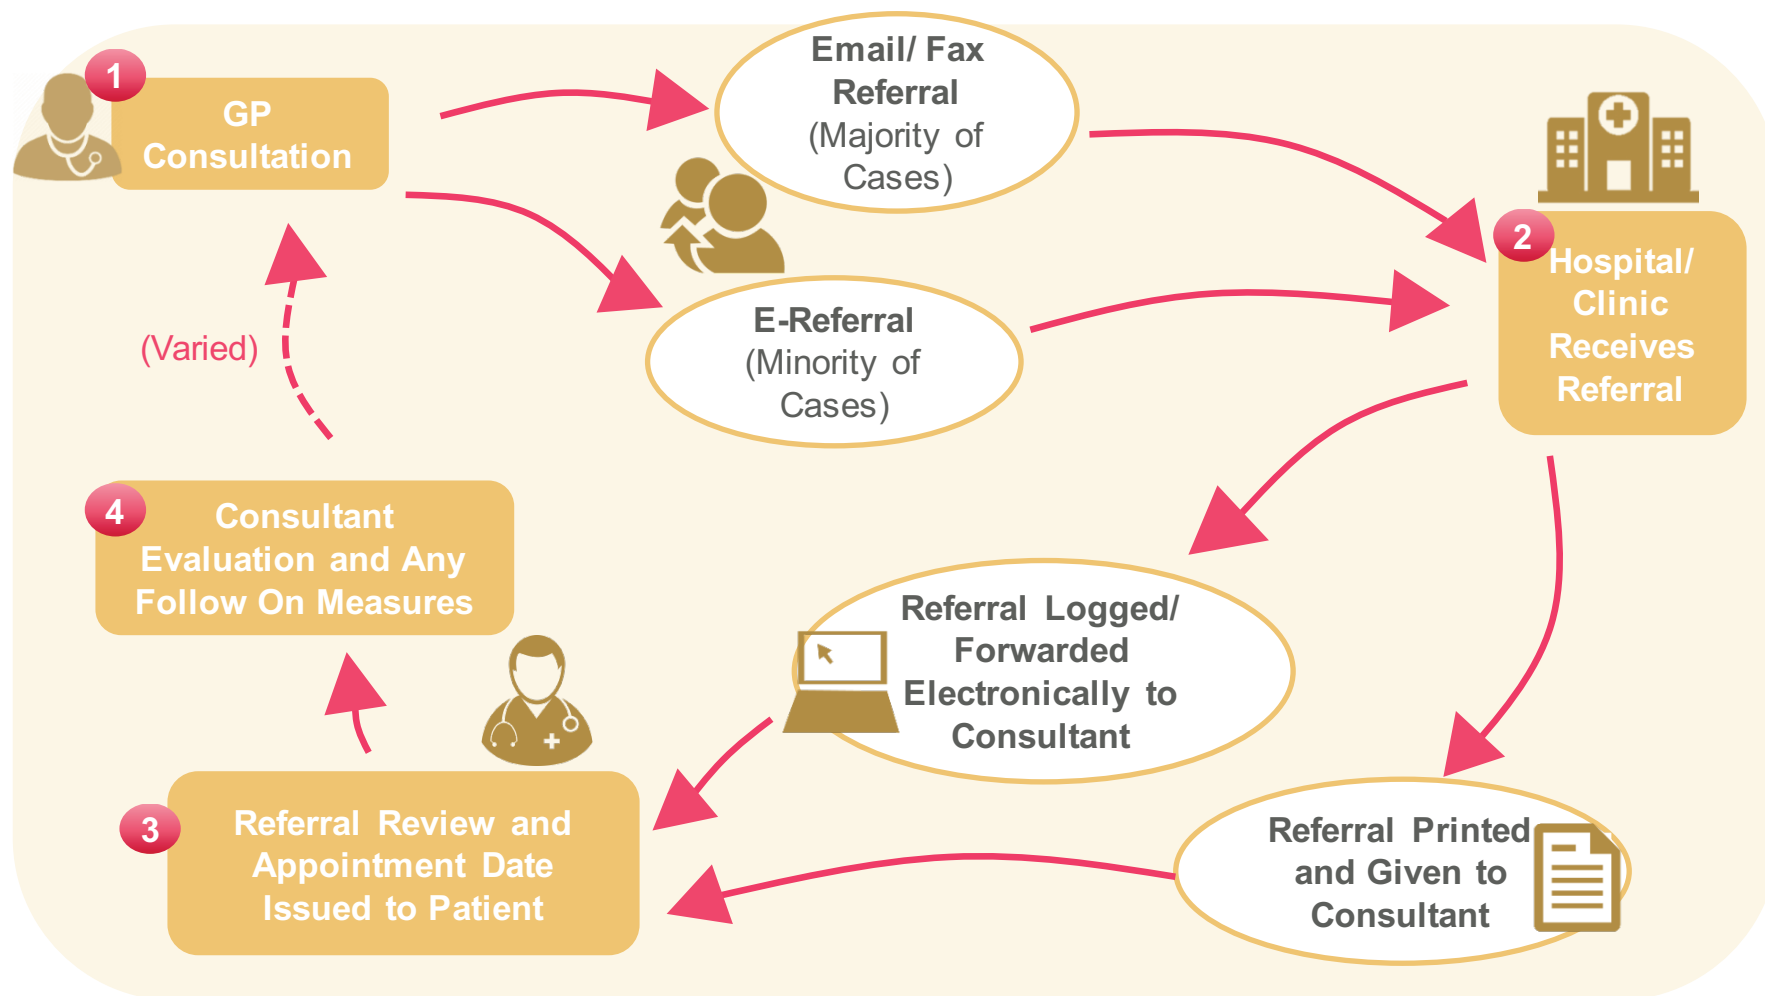 1
GP
Consultation
Email/ Fax
Referral
(Majority of
Cases)
E-Referral
(Minority of
Cases)
2
Hospital/
Clinic
Receives
Referral
Referral Logged/
Forwarded
Electronically to
Consultant
Referral Printed
and Given to
Consultant
3
Referral Review and
Appointment Date
Issued to Patient
4
Consultant
Evaluation and Any
Follow On Measures
(Varied)